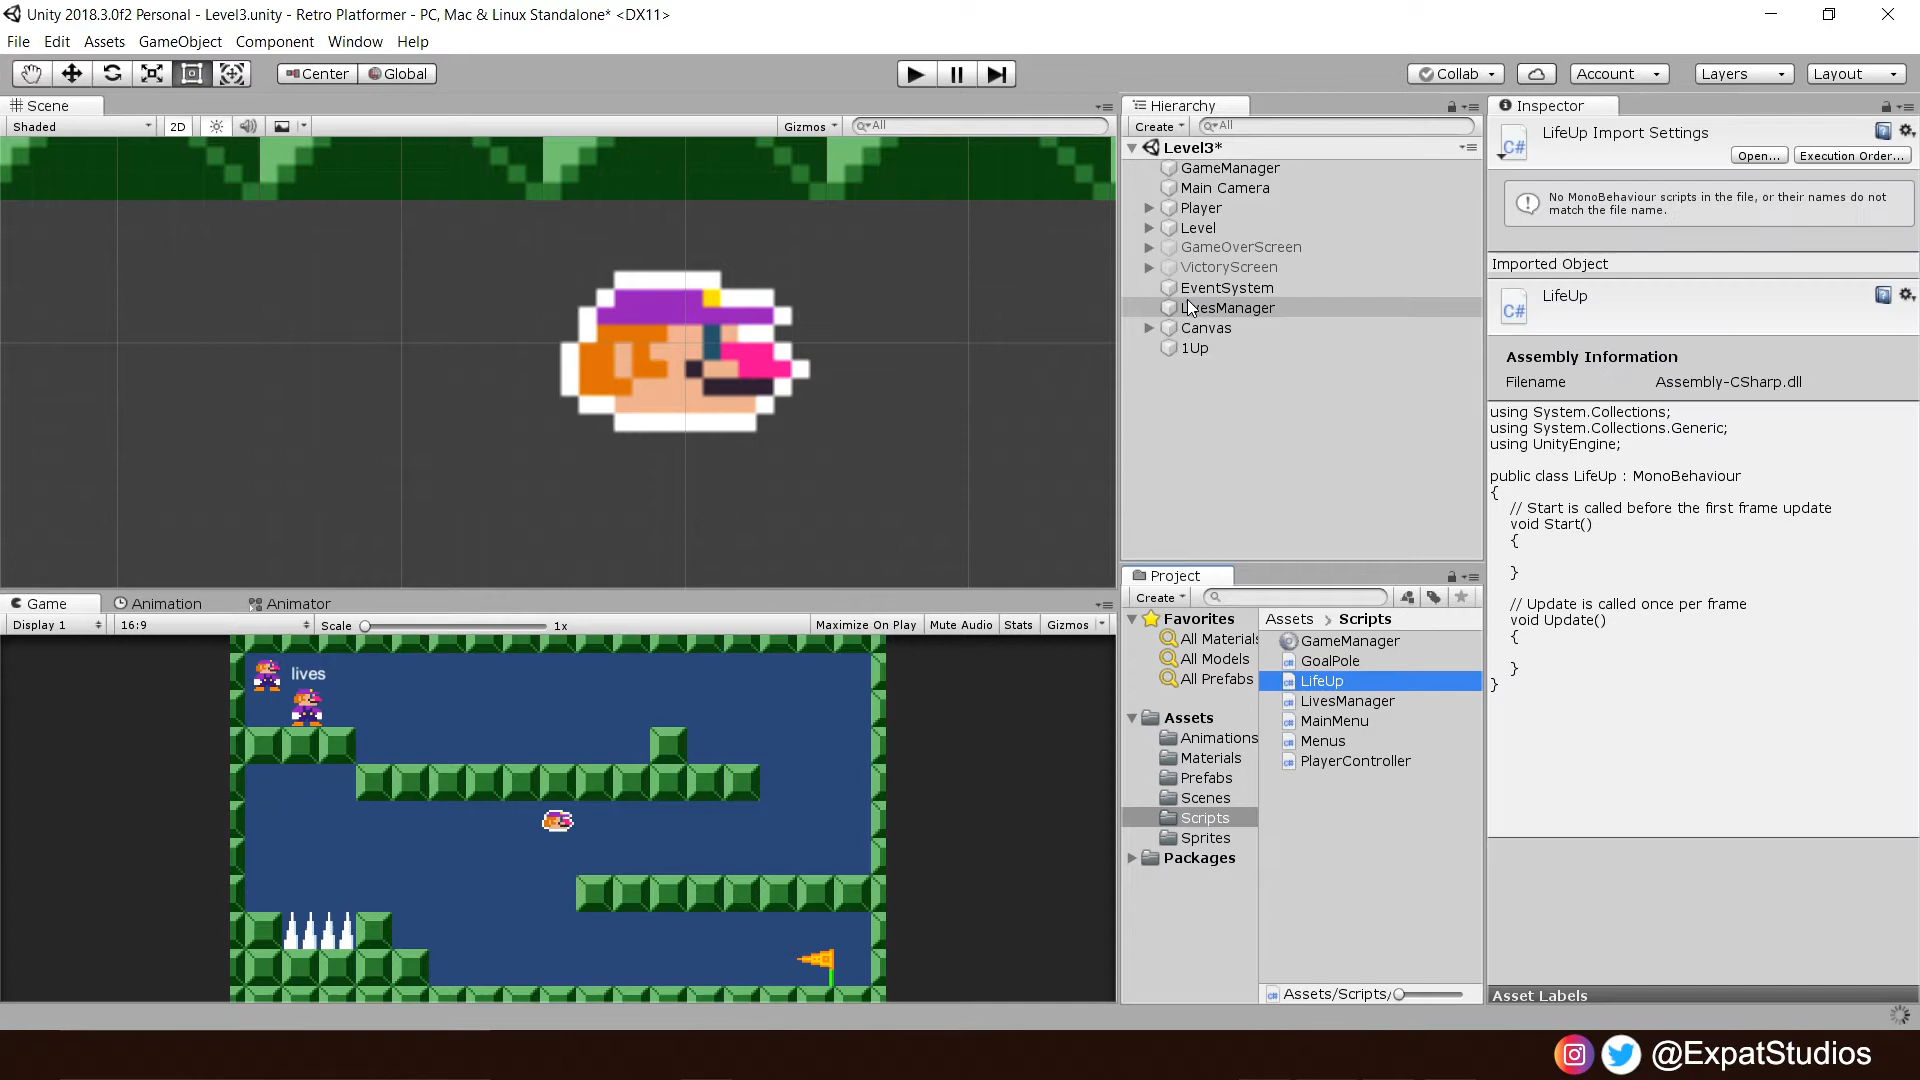 Unity 2018.3.0f2 Personal - Level3.unity - Retro Platformer - PC, Mac & Linux Standalone* <DX11>
File Edit Assets GameObject Component Window Help
Center Global Collab Account Layers Layout
Scene
Shaded 2D Gizmos All
Hierarchy
Create All
Level3*
GameManager
Main Camera
Player
Level
GameOverScreen
VictoryScreen
EventSystem
LivesManager
Canvas
1Up
Inspector
LifeUp Import Settings
Open... Execution Order...
No MonoBehaviour scripts in the file, or their names do not
match the file name.
Imported Object
LifeUp
Assembly Information
Filename Assembly-CSharp.dll
using System.Collections;
using System.Collections.Generic;
using UnityEngine;
public class LifeUp : MonoBehaviour
{
// Start is called before the first frame update
void Start()
{
}
// Update is called once per frame
void Update()
{
}
}
Asset Labels
Game Animation Animator
Display 1 16:9 Scale 1x Maximize On Play Mute Audio Stats Gizmos
lives
Project
Create
Favorites
All Materials
All Models
All Prefabs
Assets
Animations
Materials
Prefabs
Scenes
Scripts
Sprites
Packages
Assets > Scripts
GameManager
GoalPole
LifeUp
LivesManager
MainMenu
Menus
PlayerController
Assets/Scripts/
@ExpatStudios